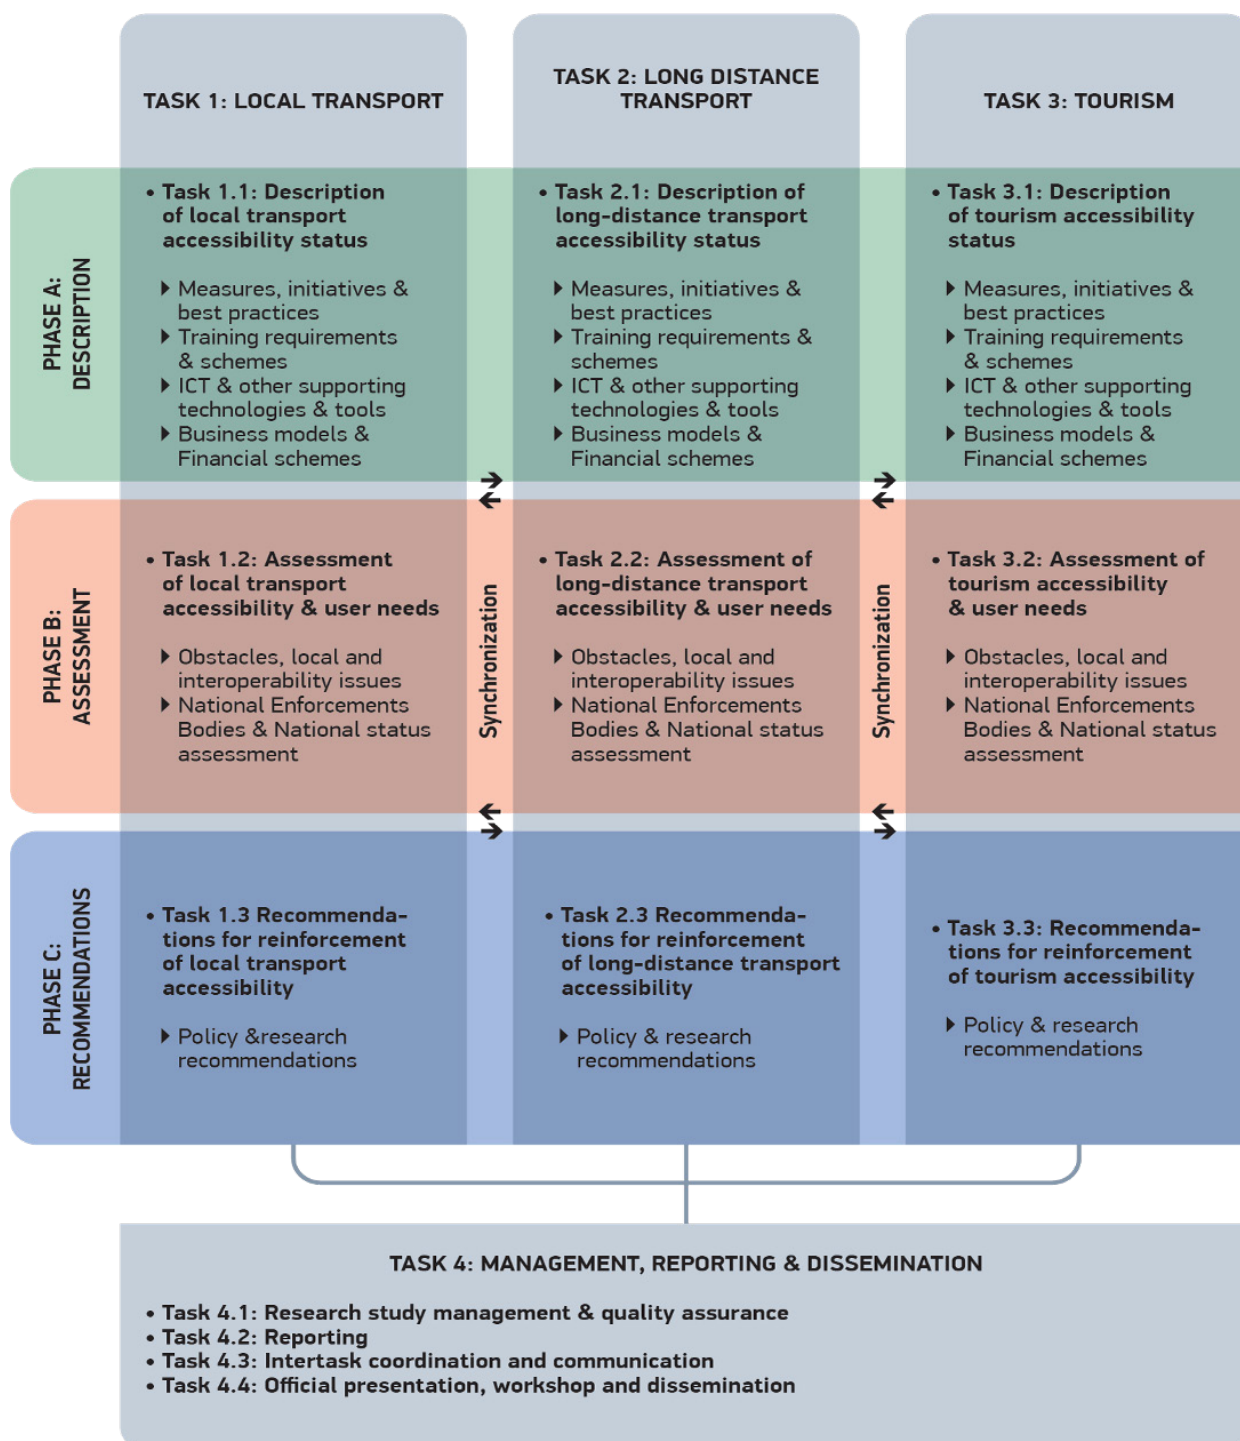 TASK 1: LOCAL TRANSPORT
TASK 2: LONG DISTANCE
TRANSPORT
TASK 3: TOURISM
PHASE A:
DESCRIPTION
• Task 1.1: Description
of local transport
accessibility status
Measures, initiatives &
best practices
Training requirements
& schemes
ICT & other supporting
technologies & tools
Business models &
Financial schemes
• Task 2.1: Description of
long-distance transport
accessibility status
Measures, initiatives &
best practices
Training requirements &
schemes
ICT & other supporting
technologies & tools
Business models &
Financial schemes
• Task 3.1: Description
of tourism accessibility
status
Measures, initiatives &
best practices
Training requirements
& schemes
ICT & other supporting
technologies & tools
Business models &
Financial schemes
PHASE B:
ASSESSMENT
• Task 1.2: Assessment
of local transport
accessibility & user needs
Obstacles, local and
interoperability issues
National Enforcements
Bodies & National status
assessment
Synchronization
• Task 2.2: Assessment of
long-distance transport
accessibility & user needs
Obstacles, local and
interoperability issues
National Enforcements
Bodies & National status
assessment
Synchronization
• Task 3.2: Assessment of
tourism accessibility
& user needs
Obstacles, local and
interoperability issues
National Enforcements
Bodies & National status
assessment
PHASE C:
RECOMMENDATIONS
• Task 1.3 Recommenda-
tions for reinforcement
of local transport
accessibility
Policy &research
recommendations
• Task 2.3 Recommenda-
tions for reinforcement
of long-distance transport
accessibility
Policy & research
recommendations
• Task 3.3: Recommenda-
tions for reinforcement
of tourism accessibility
Policy & research
recommendations
TASK 4: MANAGEMENT, REPORTING & DISSEMINATION
• Task 4.1: Research study management & quality assurance
• Task 4.2: Reporting
• Task 4.3: Intertask coordination and communication
• Task 4.4: Official presentation, workshop and dissemination